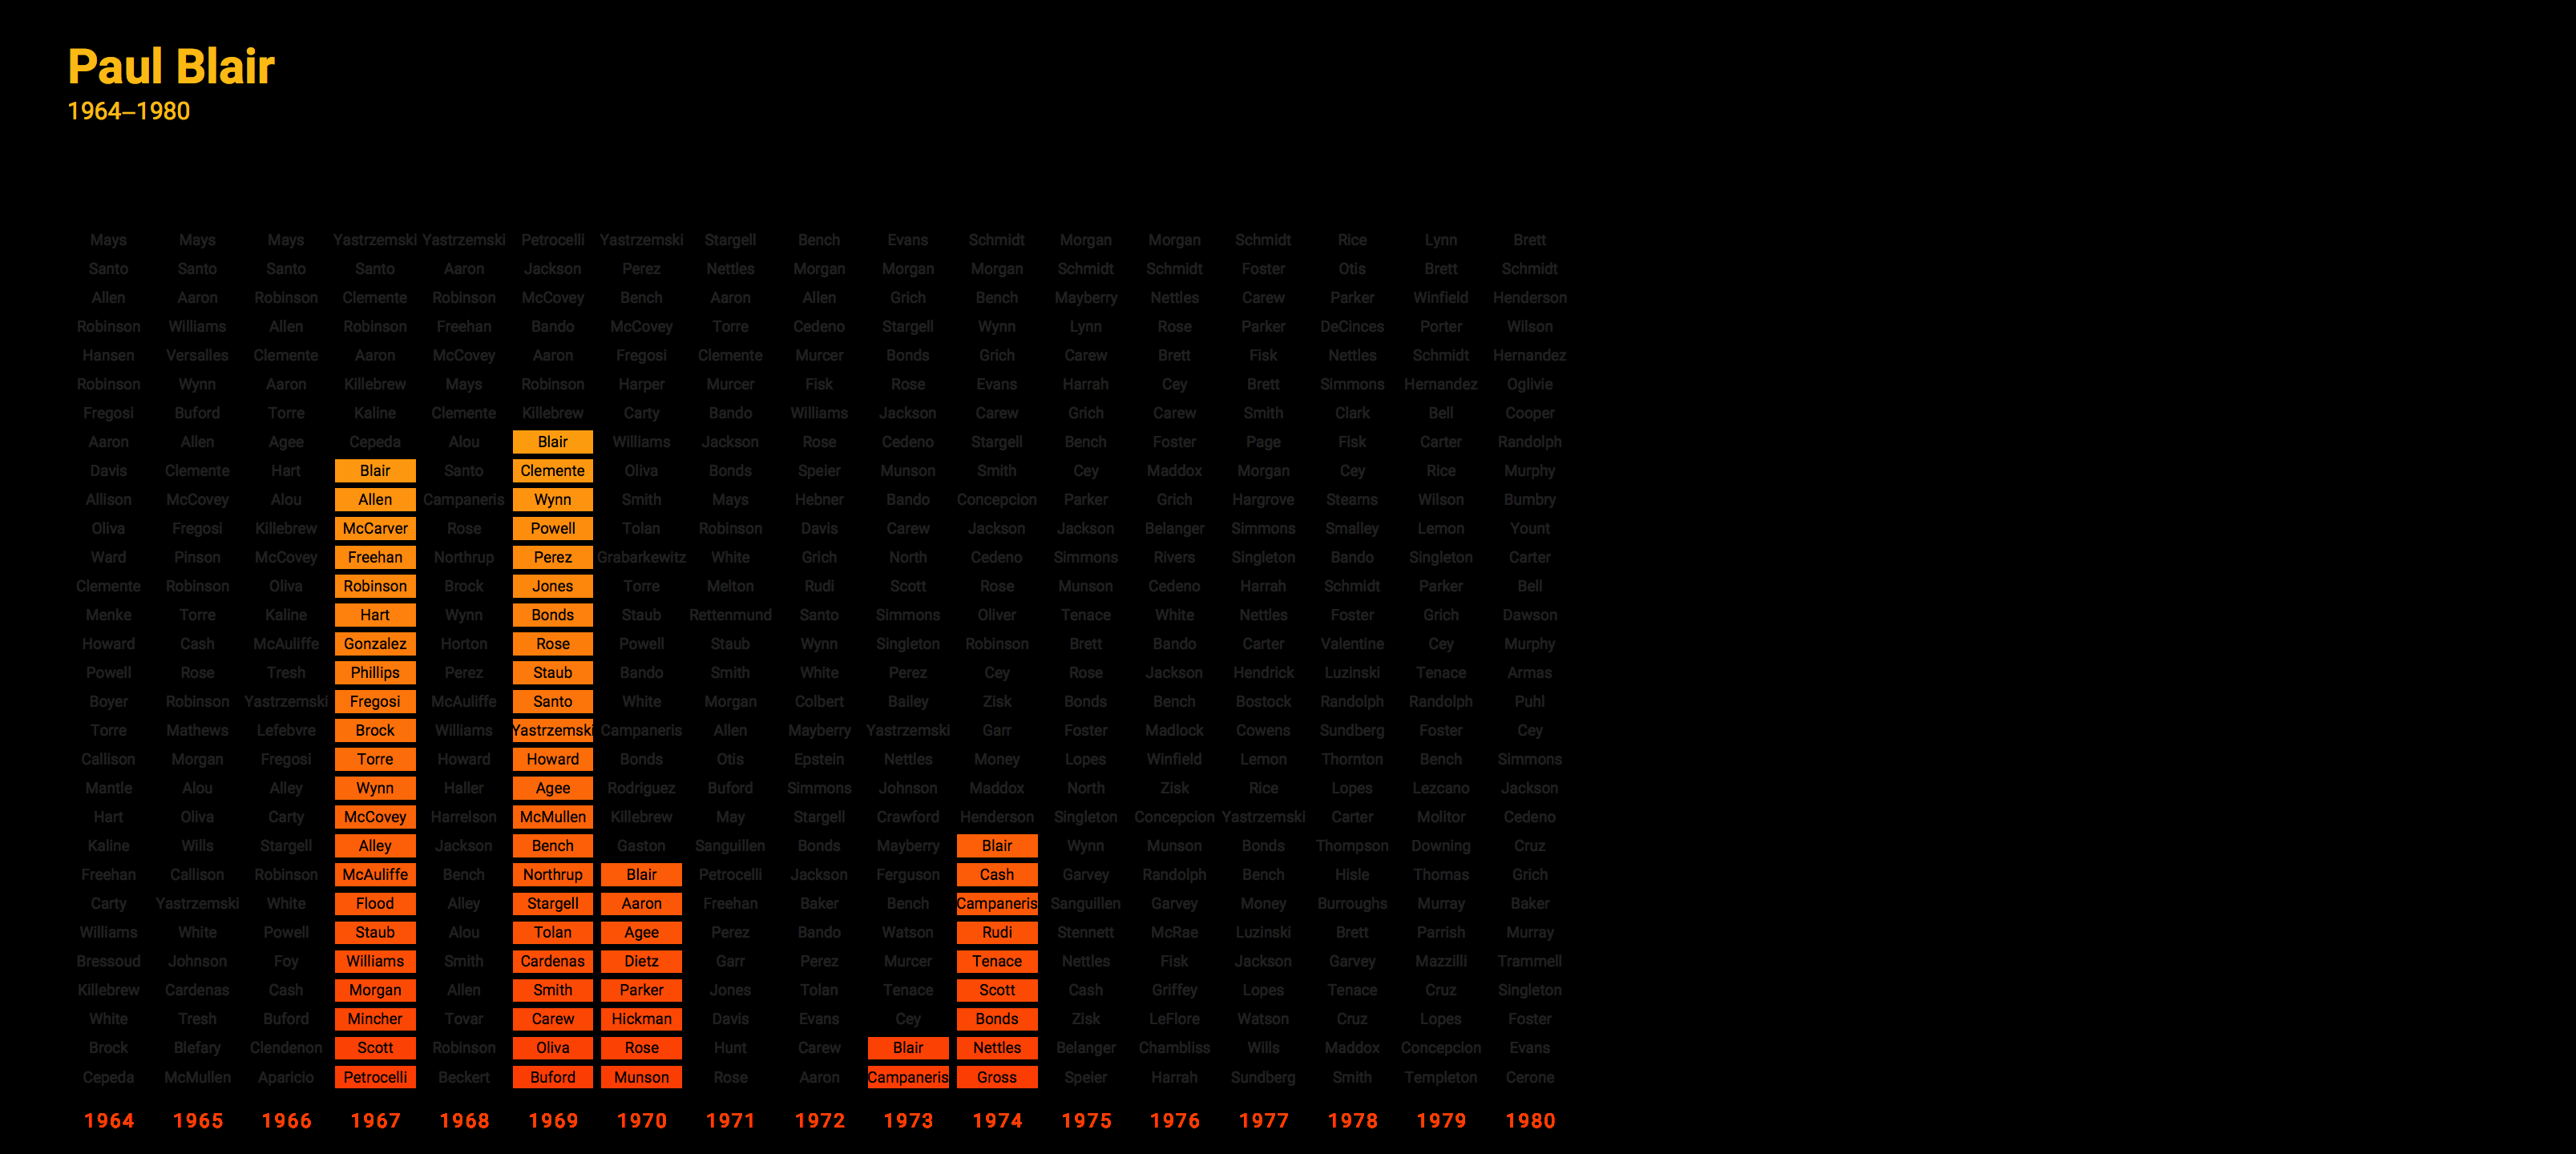 Paul Blair
1964–1980
Mays Mays Mays Yastrzemski Yastrzemski Petrocelli Yastrzemski Stargell Bench Evans Schmidt Morgan Morgan Schmidt Rice Lynn Brett
Santo Santo Santo Santo Aaron Jackson Perez Nettles Morgan Morgan Morgan Schmidt Schmidt Foster Otis Brett Schmidt
Allen Aaron Robinson Clemente Robinson McCovey Bench Aaron Allen Grich Bench Mayberry Nettles Carew Parker Winfield Henderson
Robinson Williams Allen Robinson Freehan Bando McCovey Torre Cedeno Stargell Wynn Lynn Rose Parker DeCinces Porter Wilson
Hansen Versalles Clemente Aaron McCovey Aaron Fregosi Clemente Murcer Bonds Grich Carew Brett Fisk Nettles Schmidt Hernandez
Robinson Wynn Aaron Killebrew Mays Robinson Harper Murcer Fisk Rose Evans Harrah Cey Brett Simmons Hernandez Oglivie
Fregosi Buford Torre Kaline Clemente Killebrew Carty Bando Williams Jackson Carew Grich Carew Smith Clark Bell Cooper
Aaron Allen Agee Cepeda Alou Blair Williams Jackson Rose Cedeno Stargell Bench Foster Page Fisk Carter Randolph
Davis Clemente Hart Blair Santo Clemente Oliva Bonds Speier Munson Smith Cey Maddox Morgan Cey Rice Murphy
Allison McCovey Alou Allen Campaneris Wynn Smith Mays Hebner Bando Concepcion Parker Grich Hargrove Stearns Wilson Bumbry
Oliva Fregosi Killebrew McCarver Rose Powell Tolan Robinson Davis Carew Jackson Jackson Belanger Simmons Smalley Lemon Yount
Ward Pinson McCovey Freehan Northrup Perez Grabarkewitz White Grich North Cedeno Simmons Rivers Singleton Bando Singleton Carter
Clemente Robinson Oliva Robinson Brock Jones Torre Melton Rudi Scott Rose Munson Cedeno Harrah Schmidt Parker Bell
Menke Torre Kaline Hart Wynn Bonds Staub Rettenmund Santo Simmons Oliver Tenace White Nettles Foster Grich Dawson
Howard Cash McAuliffe Gonzalez Horton Rose Powell Staub Wynn Singleton Robinson Brett Bando Carter Valentine Cey Murphy
Powell Rose Tresh Phillips Perez Staub Bando Smith White Perez Cey Rose Jackson Hendrick Luzinski Tenace Armas
Boyer Robinson Yastrzemski Fregosi McAuliffe Santo White Morgan Colbert Bailey Zisk Bonds Bench Bostock Randolph Randolph Puhl
Torre Mathews Lefebvre Brock Williams Yastrzemski Campaneris Allen Mayberry Yastrzemski Garr Foster Madlock Cowens Sundberg Foster Cey
Callison Morgan Fregosi Torre Howard Howard Bonds Otis Epstein Nettles Money Lopes Winfield Lemon Thornton Bench Simmons
Mantle Alou Alley Wynn Haller Agee Rodriguez Buford Simmons Johnson Maddox North Zisk Rice Lopes Lezcano Jackson
Hart Oliva Carty McCovey Harrelson McMullen Killebrew May Stargell Crawford Henderson Singleton Concepcion Yastrzemski Carter Molitor Cedeno
Kaline Wills Stargell Alley Jackson Bench Gaston Sanguillen Bonds Mayberry Blair Wynn Munson Bonds Thompson Downing Cruz
Freehan Callison Robinson McAuliffe Bench Northrup Blair Petrocelli Jackson Ferguson Cash Garvey Randolph Bench Hisle Thomas Grich
Carty Yastrzemski White Flood Alley Stargell Aaron Freehan Baker Bench Campaneris Sanguillen Garvey Money Burroughs Murray Baker
Williams White Powell Staub Alou Tolan Agee Perez Bando Watson Rudi Stennett McRae Luzinski Brett Parrish Murray
Bressoud Johnson Foy Williams Smith Cardenas Dietz Garr Perez Murcer Tenace Nettles Fisk Jackson Garvey Mazzilli Trammell
Killebrew Cardenas Cash Morgan Allen Smith Parker Jones Tolan Tenace Scott Cash Griffey Lopes Tenace Cruz Singleton
White Tresh Buford Mincher Tovar Carew Hickman Davis Evans Cey Bonds Zisk LeFlore Watson Cruz Lopes Foster
Brock Blefary Clendenon Scott Robinson Oliva Rose Hunt Carew Blair Nettles Belanger Chambliss Wills Maddox Concepcion Evans
Cepeda McMullen Aparicio Petrocelli Beckert Buford Munson Rose Aaron Campaneris Gross Speier Harrah Sundberg Smith Templeton Cerone
1964 1965 1966 1967 1968 1969 1970 1971 1972 1973 1974 1975 1976 1977 1978 1979 1980